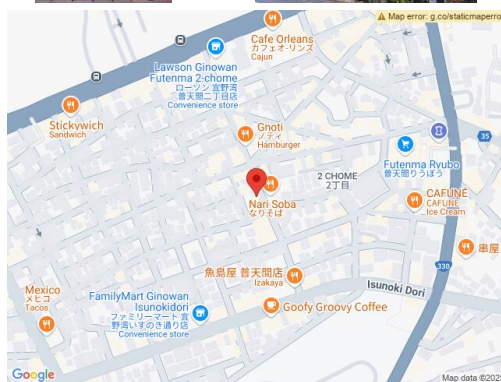 ⚠ Map error: g.co/staticmaperro
Cafe Orleans
カフェオ-リンズ
Cajun
Lawson Ginowan
Futenma 2-chome
ローソン 宜野湾
普天間二丁目店
Convenience store
Stickywich
Sandwich
Gnoti
ノティ
Hamburger
35
2 CHOME
2丁目
Futenma Ryubo
普天間りうぼう
Nari Soba
なりそば
CAFUNÉ
CAFUNE
Ice Cream
串屋
330
魚島屋 普天間店
Izakaya
Isunoki Dori
Mexico
メヒコ
Tacos
FamilyMart Ginowan
Isunokidori
ファミリーマート 宜
野湾いすのき通り店
Convenience store
Goofy Groovy Coffee
Google
Map data ©2025